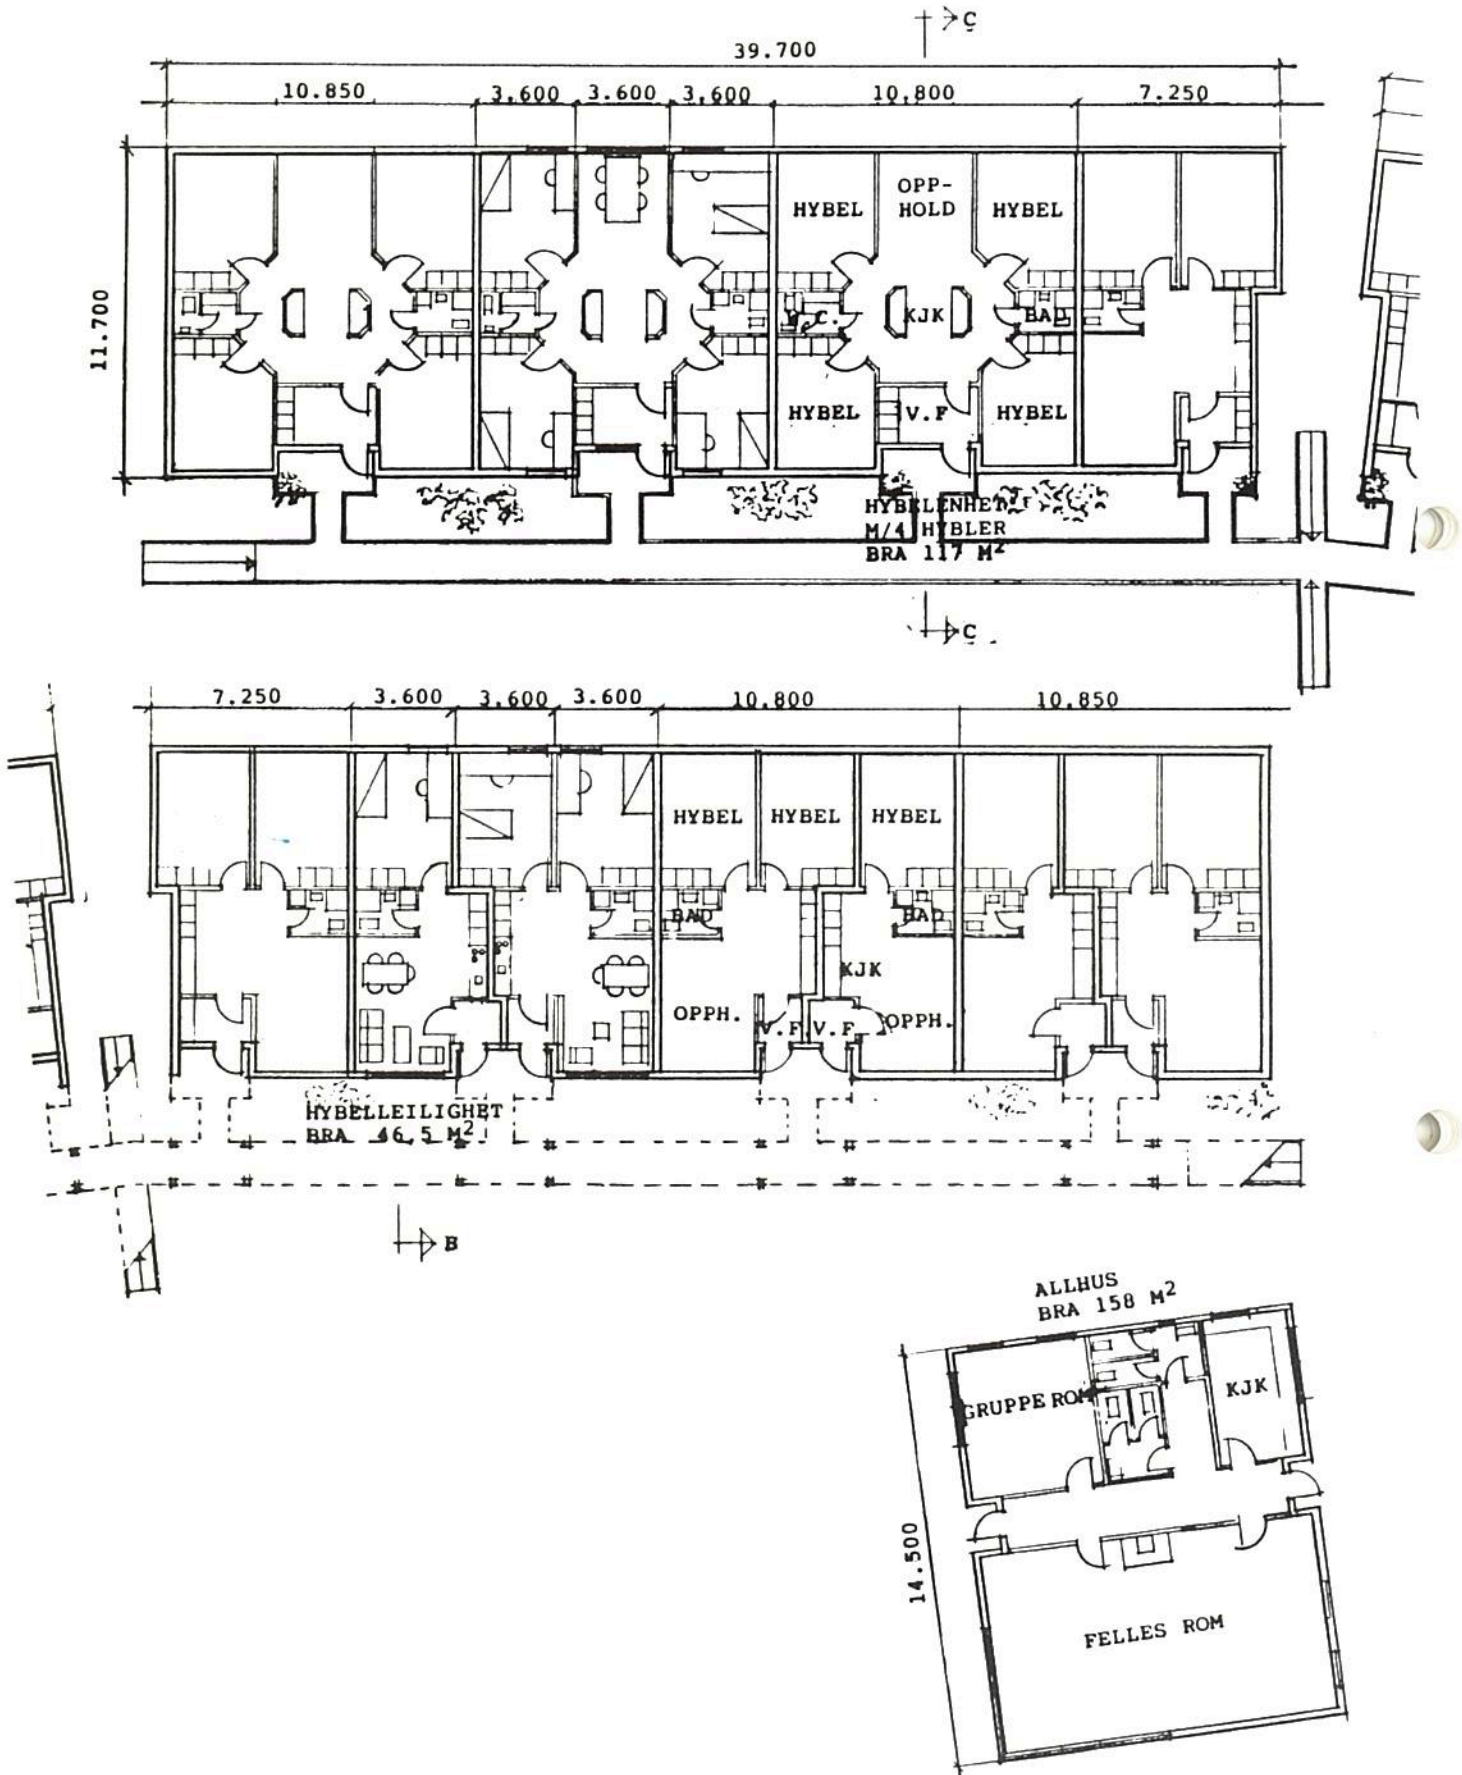 C
39.700
10.850 3.600 3.600 3.600 10.800 7.250
11.700
HYBEL OPP-
HOLD HYBEL
W.C. KJK BAD
HYBEL V.F HYBEL
HYBELENHET
M/4 HYBLER
BRA 117 M²
C
7.250 3.600 3.600 3.600 10.800 10.850
HYBEL HYBEL HYBEL
BAD BAD
KJK
OPPH. V.F. V.F. OPPH.
HYBELLEILIGHET
BRA 46,5 M²
B
ALLHUS
BRA 158 M²
GRUPPE ROM KJK
14.500
FELLES ROM